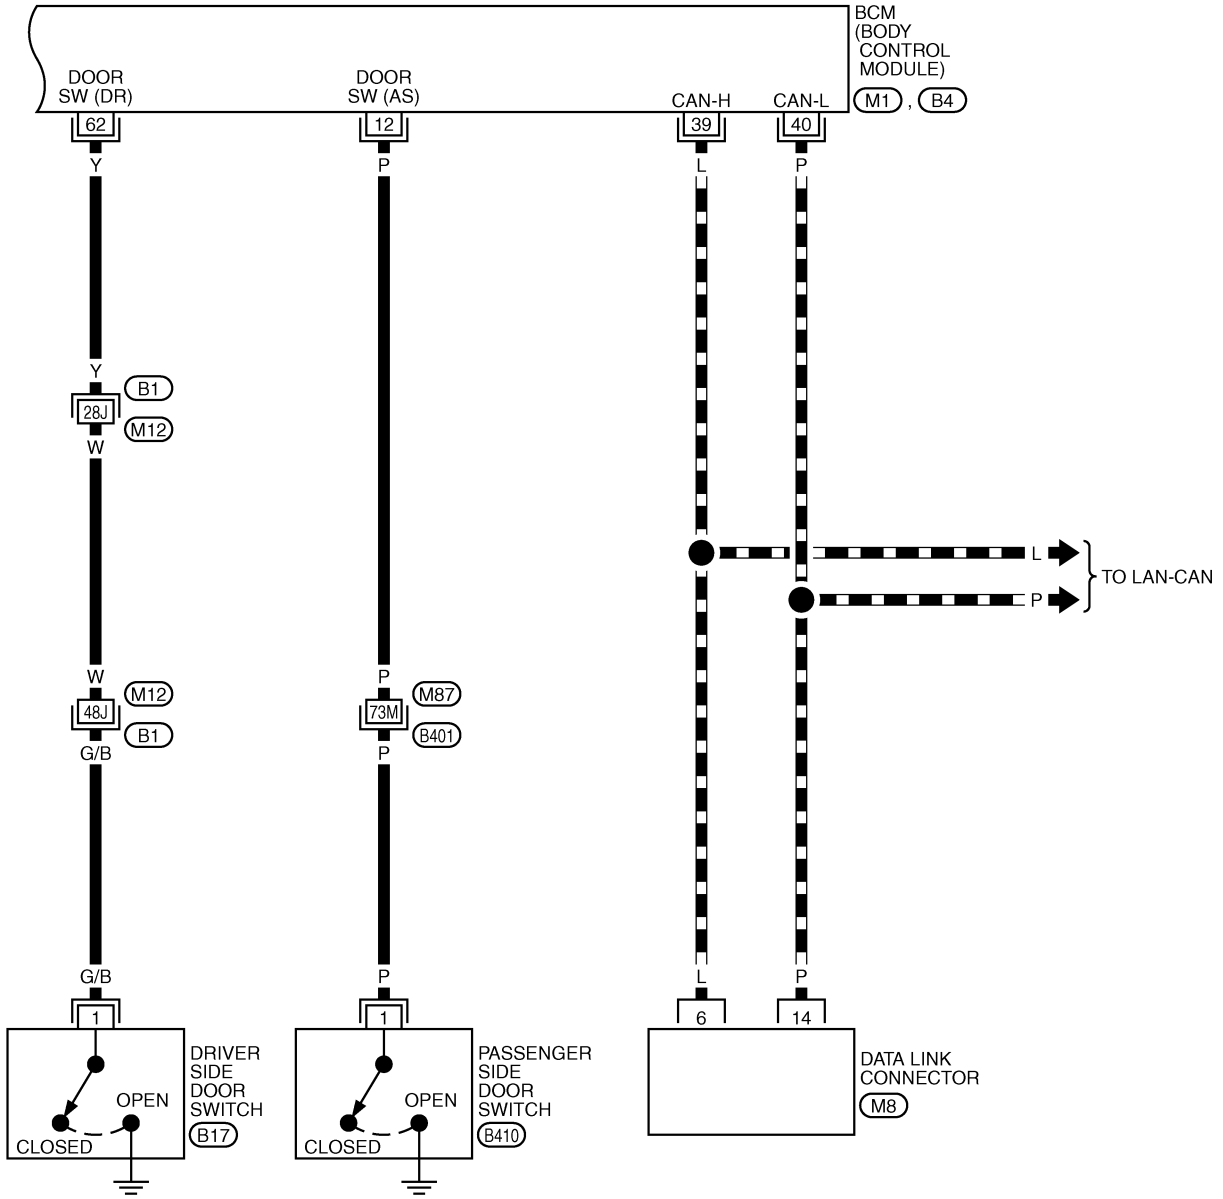 BCM
(BODY
CONTROL
MODULE)
M1 , B4
DOOR
SW (DR)
DOOR
SW (AS)
CAN-H
CAN-L
62
12
39
40
Y
P
L
P
Y
B1
28J
M12
W
L
TO LAN-CAN
P
W
P
M12
M87
48J
73M
B1
B401
G/B
P
G/B
P
L
P
1
1
6
14
DRIVER
SIDE
DOOR
SWITCH
B17
OPEN
CLOSED
PASSENGER
SIDE
DOOR
SWITCH
B410
OPEN
CLOSED
DATA LINK
CONNECTOR
M8